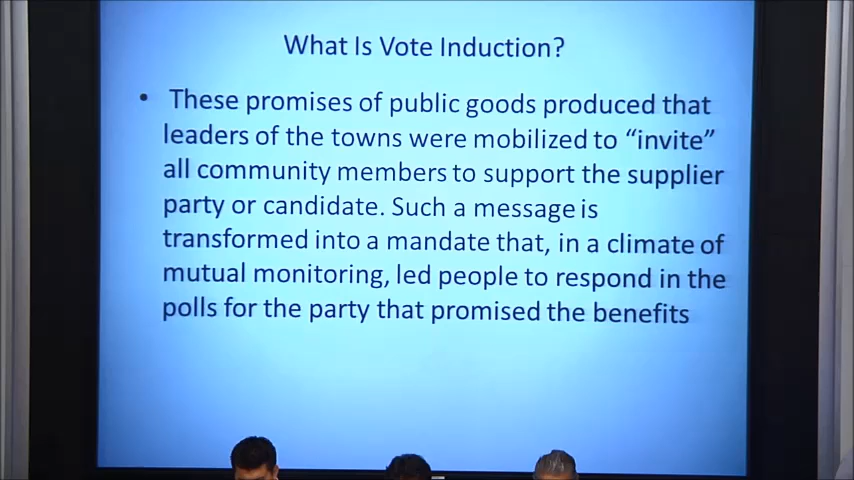 What Is Vote Induction?
• These promises of public goods produced that
leaders of the towns were mobilized to “invite”
all community members to support the supplier
party or candidate. Such a message is
transformed into a mandate that, in a climate of
mutual monitoring, led people to respond in the
polls for the party that promised the benefits